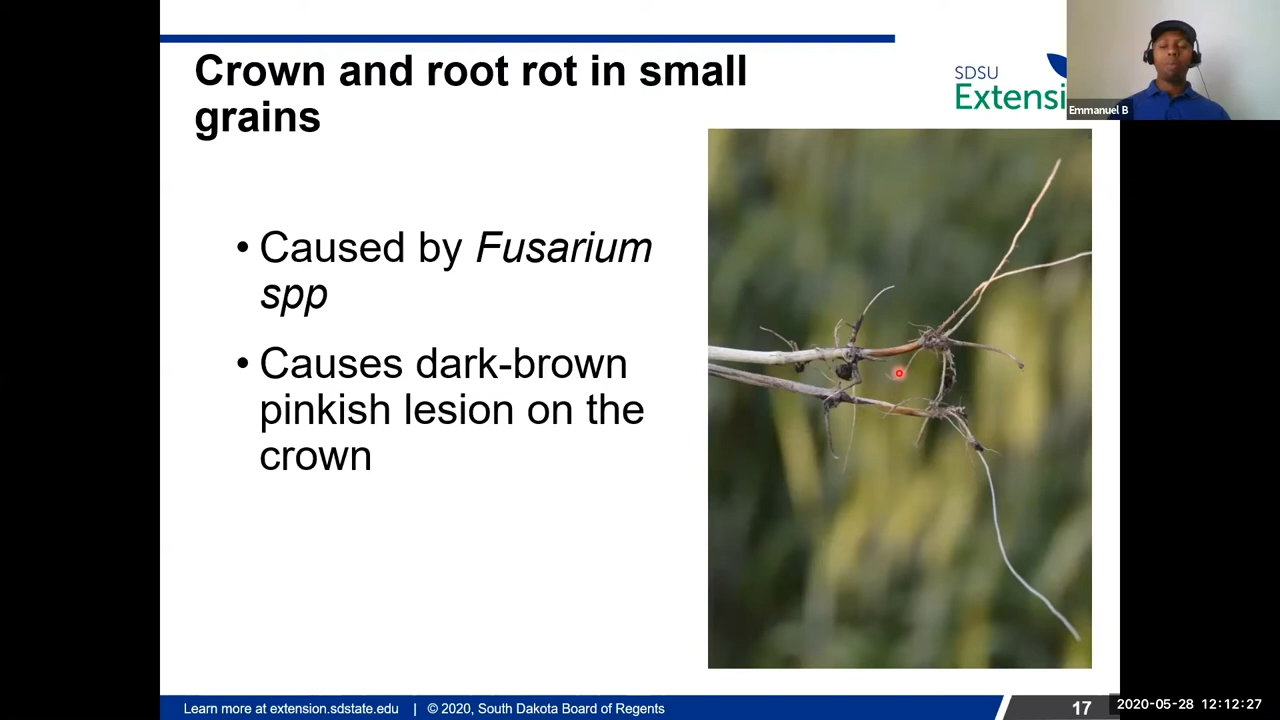 Crown and root rot in small
grains
SDSU
Extensi
Emmanuel B
• Caused by Fusarium
spp
• Causes dark-brown
pinkish lesion on the
crown
Learn more at extension.sdstate.edu | © 2020, South Dakota Board of Regents
17
2020-05-28 12:12:27